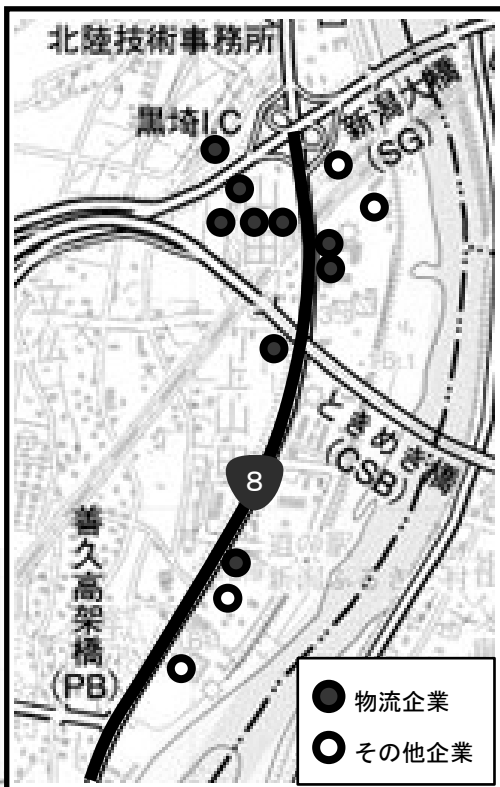 北陸技術事務所
黒埼I.C
新潟大橋
(SG)
ときめき橋
(CSB)
8
善久高架橋
(PB)
物流企業
その他企業